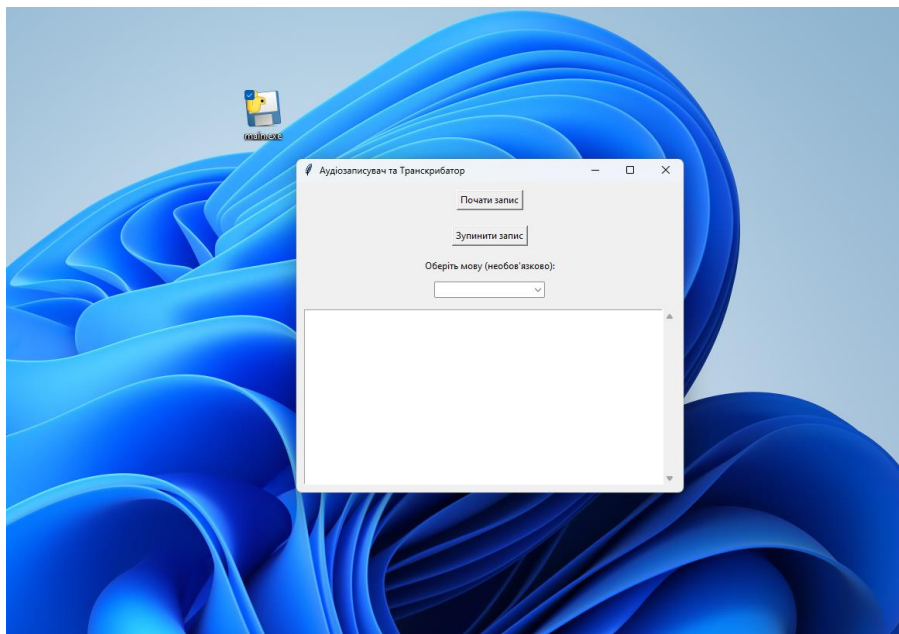 main.exe
Аудіозаписувач та Транскрибатор
Почати запис
Зупинити запис
Оберіть мову (необов'язково):